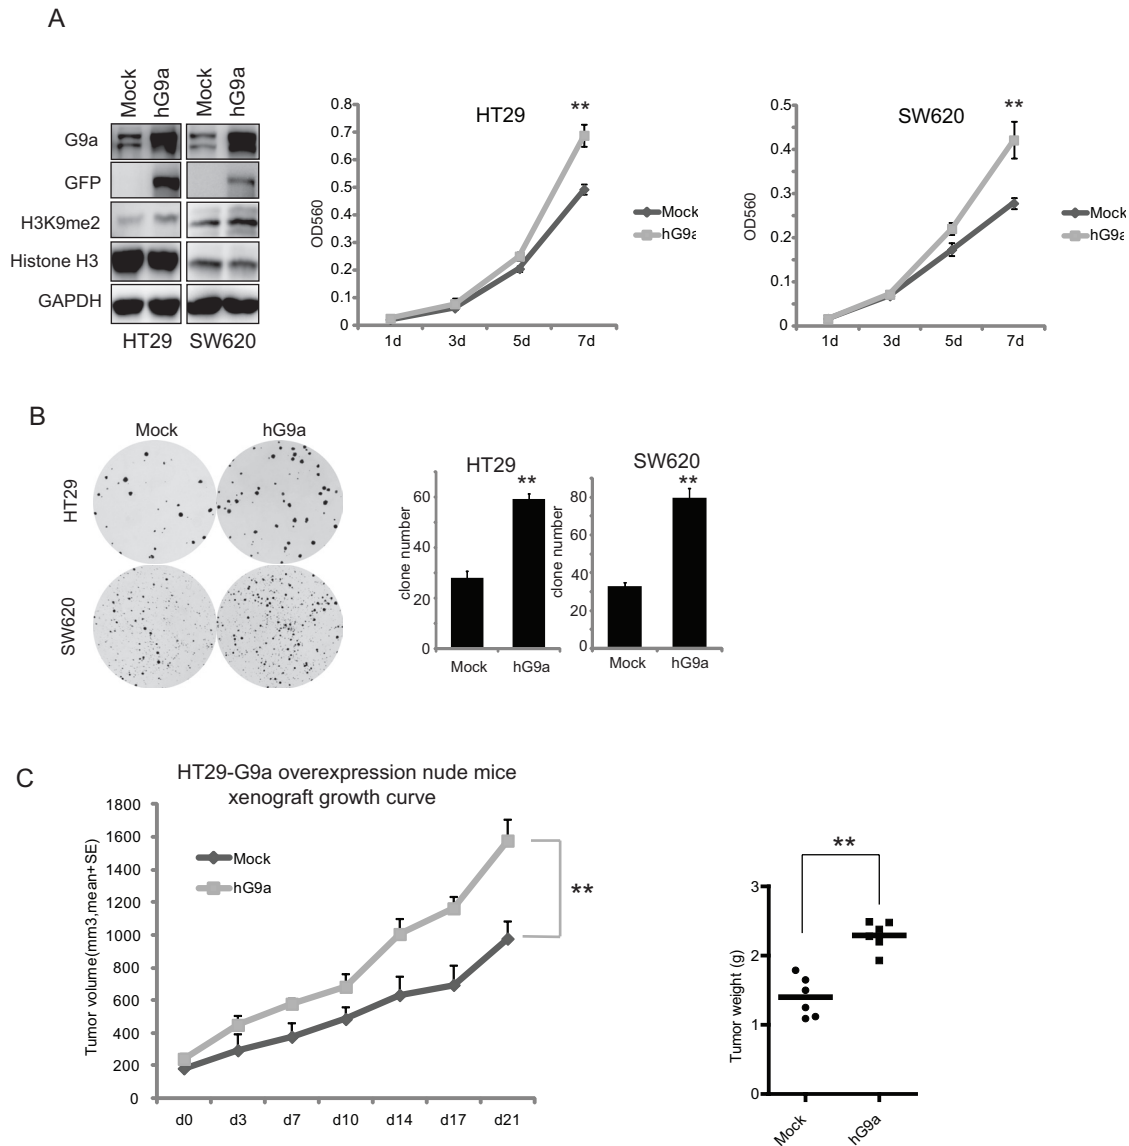 A
Mock
hG9a
Mock
hG9a
G9a
GFP
H3K9me2
Histone H3
GAPDH
HT29 SW620
HT29
**
OD560
0.8
0.7
0.6
0.5
0.4
0.3
0.2
0.1
0
1d 3d 5d 7d
Mock
hG9a
SW620
**
OD560
0.5
0.4
0.3
0.2
0.1
0
1d 3d 5d 7d
Mock
hG9a
B
Mock hG9a
HT29
SW620
HT29
**
clone number
60
40
20
0
Mock hG9a
SW620
**
clone number
80
60
40
20
0
Mock hG9a
C
HT29-G9a overexpression nude mice
xenograft growth curve
Tumor volume(mm3,mean+SE)
1800
1600
1400
1200
1000
800
600
400
200
0
Mock
hG9a
**
d0 d3 d7 d10 d14 d17 d21
**
Tumor weight (g)
3
2
1
0
Mock
hG9a